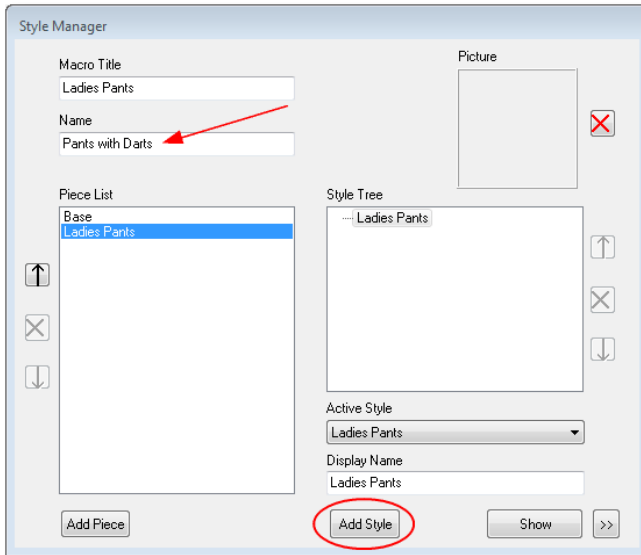 Style Manager
Macro Title
Ladies Pants
Name
Pants with Darts
Picture
Piece List
Base
Ladies Pants
Style Tree
Ladies Pants
Active Style
Ladies Pants
Display Name
Ladies Pants
Add Piece
Add Style
Show
>>